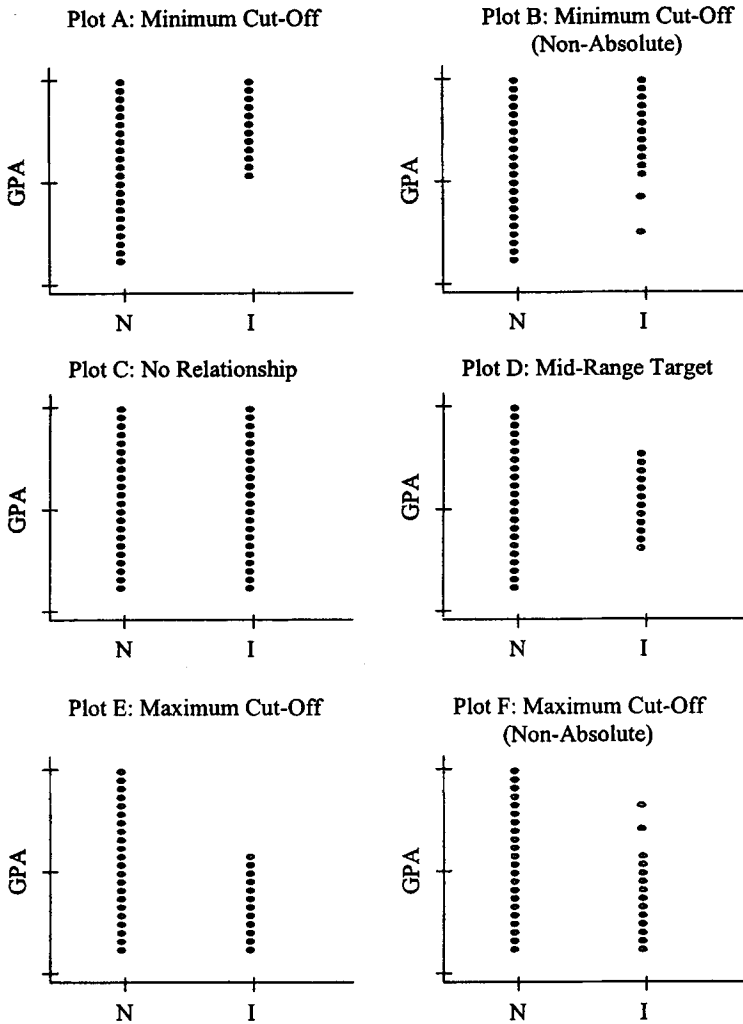 Plot A: Minimum Cut-Off
Plot B: Minimum Cut-Off
(Non-Absolute)
GPA
N I
GPA
N I
Plot C: No Relationship
Plot D: Mid-Range Target
GPA
N I
GPA
N I
Plot E: Maximum Cut-Off
Plot F: Maximum Cut-Off
(Non-Absolute)
GPA
N I
GPA
N I